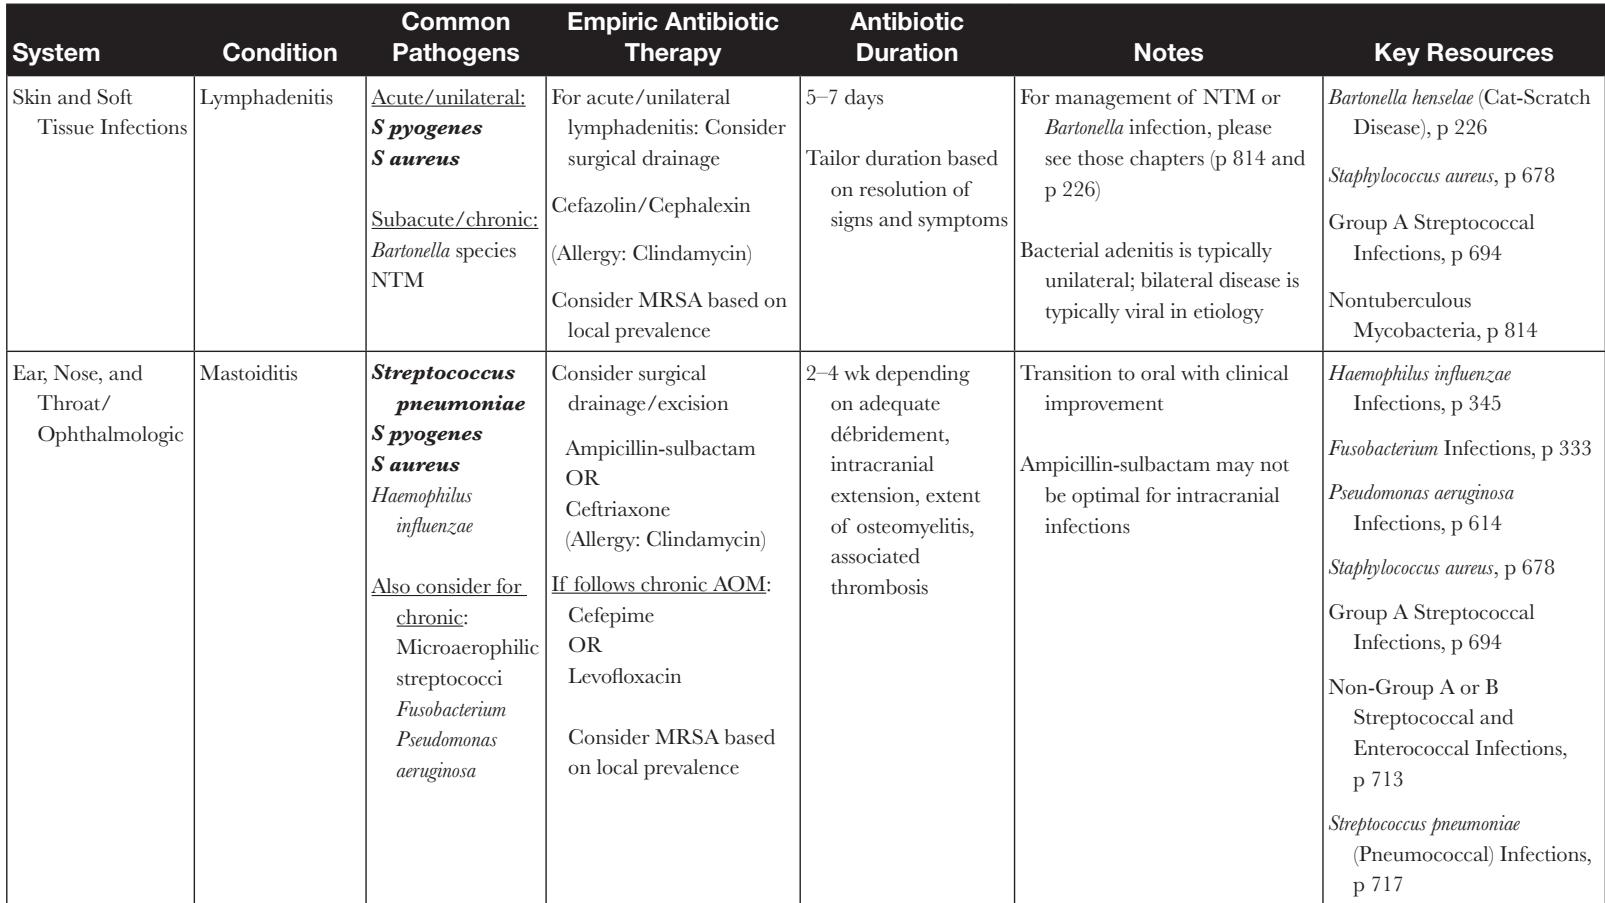 System
Condition
Common
Pathogens
Empiric Antibiotic
Therapy
Antibiotic
Duration
Notes
Key Resources
Skin and Soft
Tissue Infections
Lymphadenitis
Acute/unilateral:
S pyogenes
S aureus
Subacute/chronic:
Bartonella species
NTM
For acute/unilateral
lymphadenitis: Consider
surgical drainage
Cefazolin/Cephalexin
(Allergy: Clindamycin)
Consider MRSA based on
local prevalence
5–7 days
Tailor duration based
on resolution of
signs and symptoms
For management of NTM or
Bartonella infection, please
see those chapters (p 814 and
p 226)
Bacterial adenitis is typically
unilateral; bilateral disease is
typically viral in etiology
Bartonella henselae (Cat-Scratch
Disease), p 226
Staphylococcus aureus, p 678
Group A Streptococcal
Infections, p 694
Nontuberculous
Mycobacteria, p 814
Ear, Nose, and
Throat/
Ophthalmologic
Mastoiditis
Streptococcus
pneumoniae
S pyogenes
S aureus
Haemophilus
influenzae
Also consider for
chronic:
Microaerophilic
streptococci
Fusobacterium
Pseudomonas
aeruginosa
Consider surgical
drainage/excision
Ampicillin-sulbactam
OR
Ceftriaxone
(Allergy: Clindamycin)
If follows chronic AOM:
Cefepime
OR
Levofloxacin
Consider MRSA based
on local prevalence
2–4 wk depending
on adequate
débridement,
intracranial
extension, extent
of osteomyelitis,
associated
thrombosis
Transition to oral with clinical
improvement
Ampicillin-sulbactam may not
be optimal for intracranial
infections
Haemophilus influenzae
Infections, p 345
Fusobacterium Infections, p 333
Pseudomonas aeruginosa
Infections, p 614
Staphylococcus aureus, p 678
Group A Streptococcal
Infections, p 694
Non-Group A or B
Streptococcal and
Enterococcal Infections,
p 713
Streptococcus pneumoniae
(Pneumococcal) Infections,
p 717